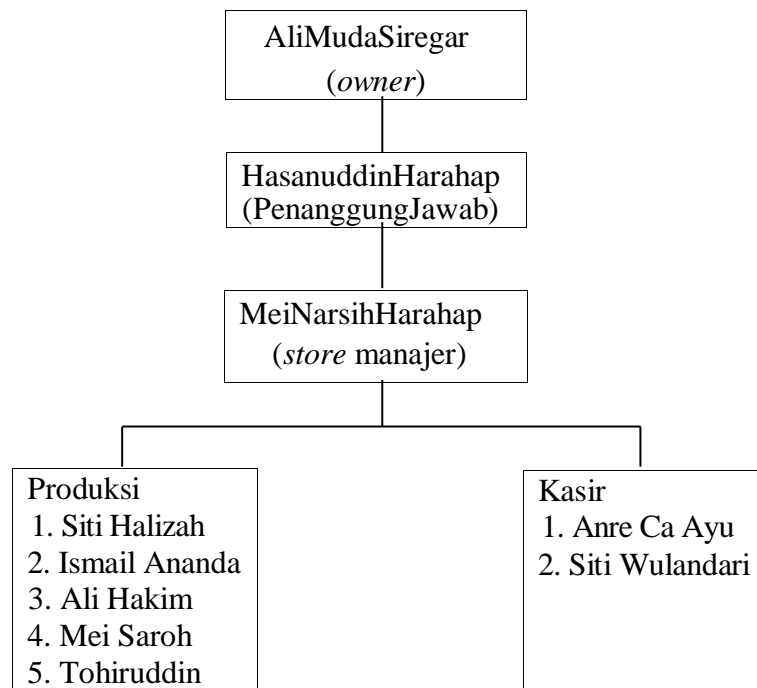 AliMudaSiregar
(owner)
HasanuddinHarahap
(PenanggungJawab)
MeiNarsihHarahap
(store manajer)
Produksi
1. Siti Halizah
2. Ismail Ananda
3. Ali Hakim
4. Mei Saroh
5. Tohiruddin
Kasir
1. Anre Ca Ayu
2. Siti Wulandari